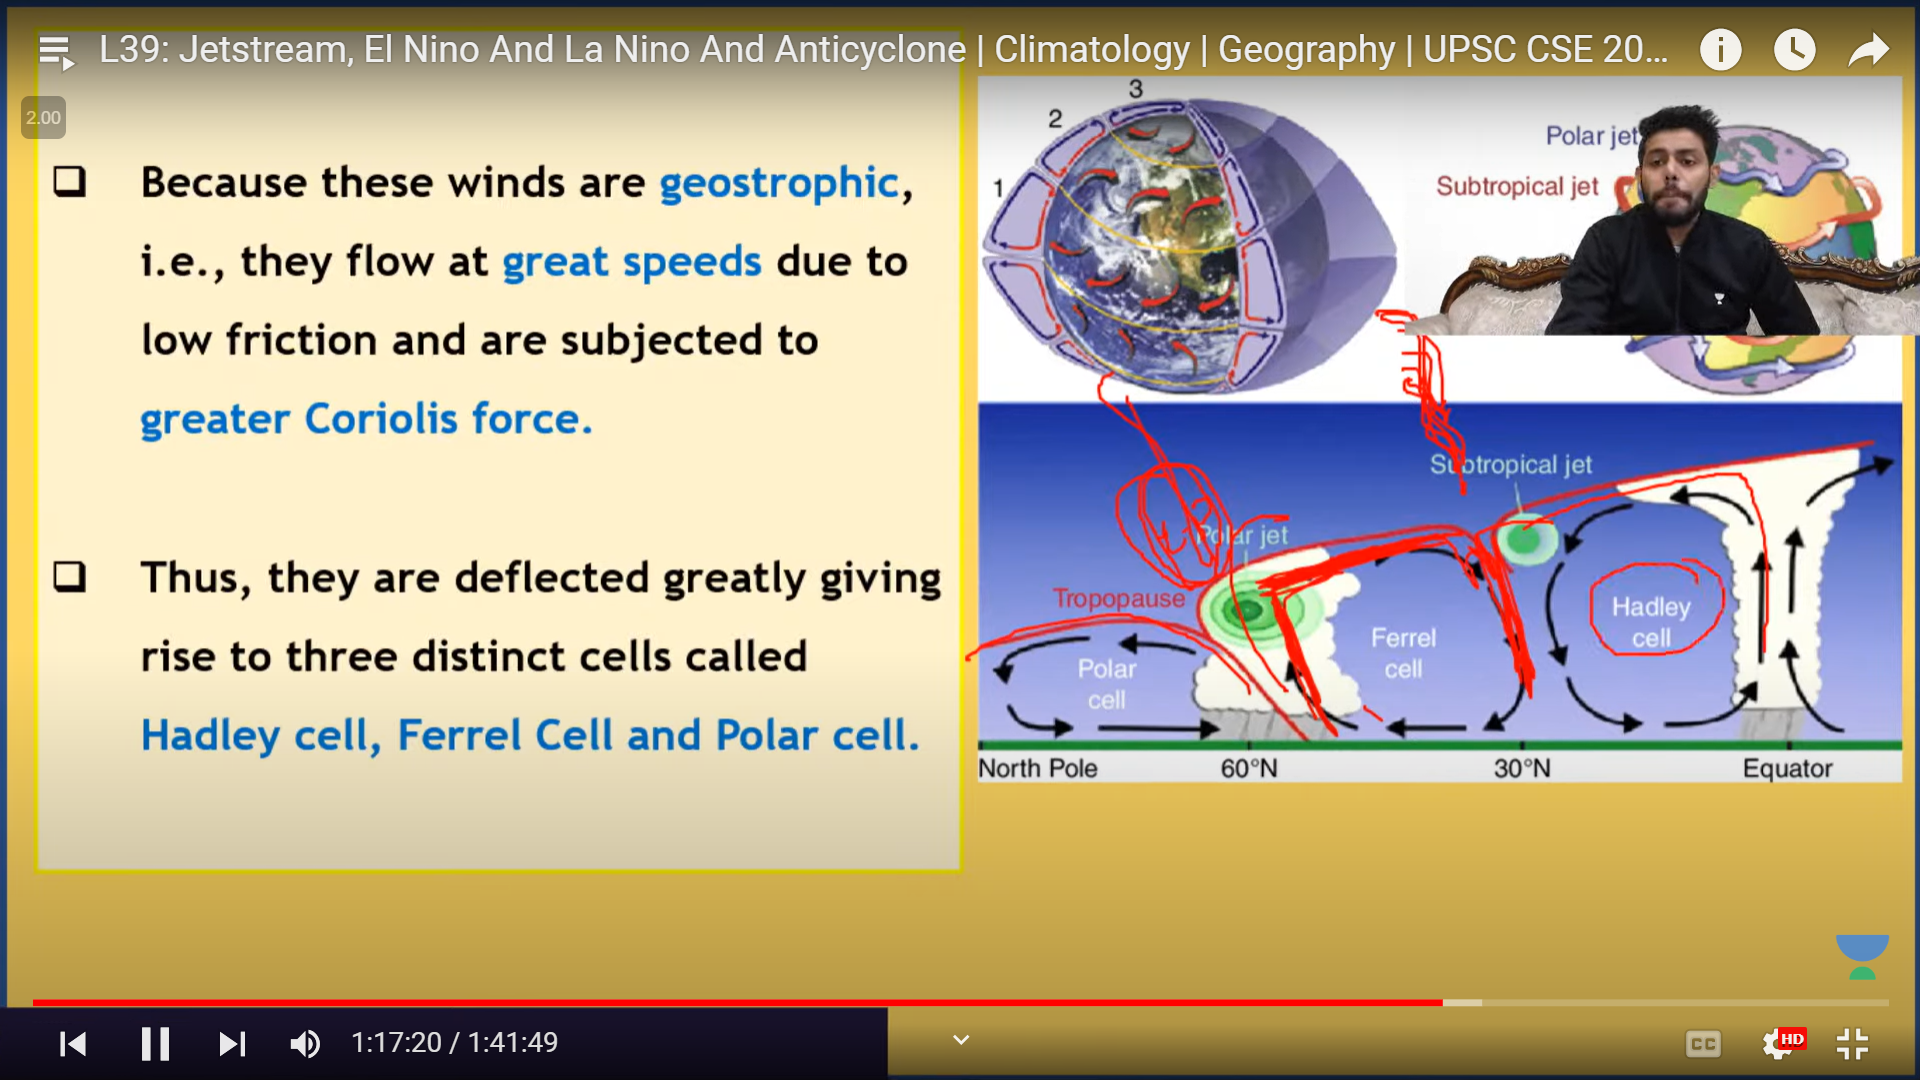 L39: Jetstream, El Nino And La Nino And Anticyclone | Climatology | Geography | UPSC CSE 20...
2.00
Because these winds are geostrophic,
i.e., they flow at great speeds due to
low friction and are subjected to
greater Coriolis force.
Thus, they are deflected greatly giving
rise to three distinct cells called
Hadley cell, Ferrel Cell and Polar cell.
3
2
1
Polar jet
Subtropical jet
Subtropical jet
Polar jet
Tropopause
Polar
cell
Ferrel
cell
Hadley
cell
North Pole
60°N
30°N
Equator
1:17:20 / 1:41:49
CC
HD